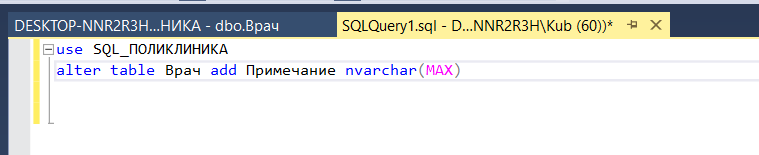 DESKTOP-NNR2R3H...НИКА - dbo.Врач SQLQuery1.sql - D...NNR2R3H\Kub (60))*
use SQL_ПОЛИКЛИНИКА
alter table Врач add Примечание nvarchar(MAX)